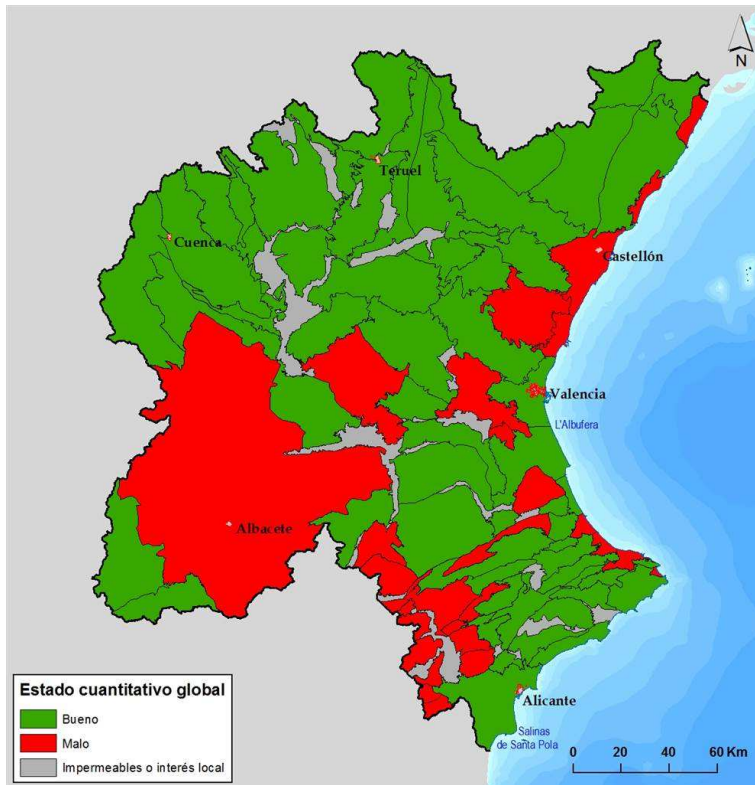 N
Teruel
Cuenca
Castellón
Valencia
L'Albufera
Albacete
Alicante
Salinas
de Santa Pola
Estado cuantitativo global
Bueno
Malo
Impermeables o interés local
0 20 40 60 Km